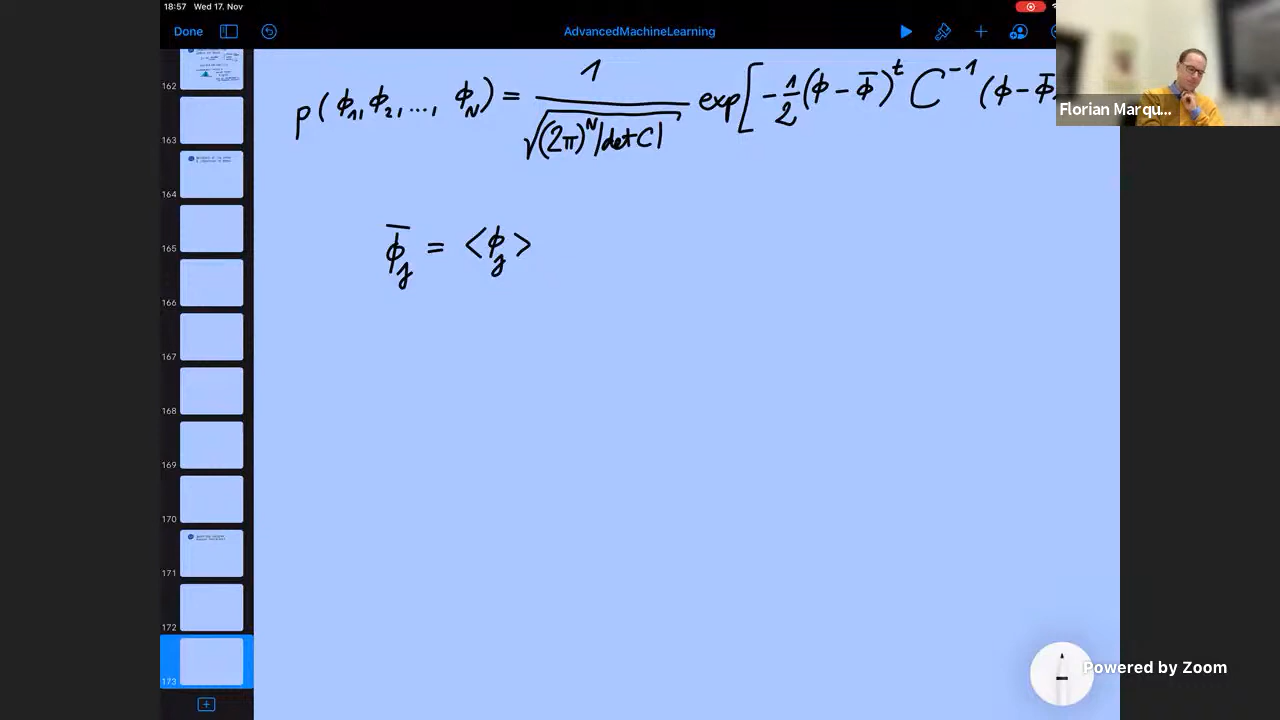 18:57 Wed 17. Nov
Done
AdvancedMachineLearning
p(ϕ₁,ϕ₂,..., ϕ_N) = 1/√((2π)^N |det C|) exp[-1/2 (ϕ - ϕ̄)^t C^-1 (ϕ - ϕ̄
ϕ̄_j = <ϕ_j>
Florian Marqu...
162
163
164
165
166
167
168
169
170
171
172
173
Powered by Zoom